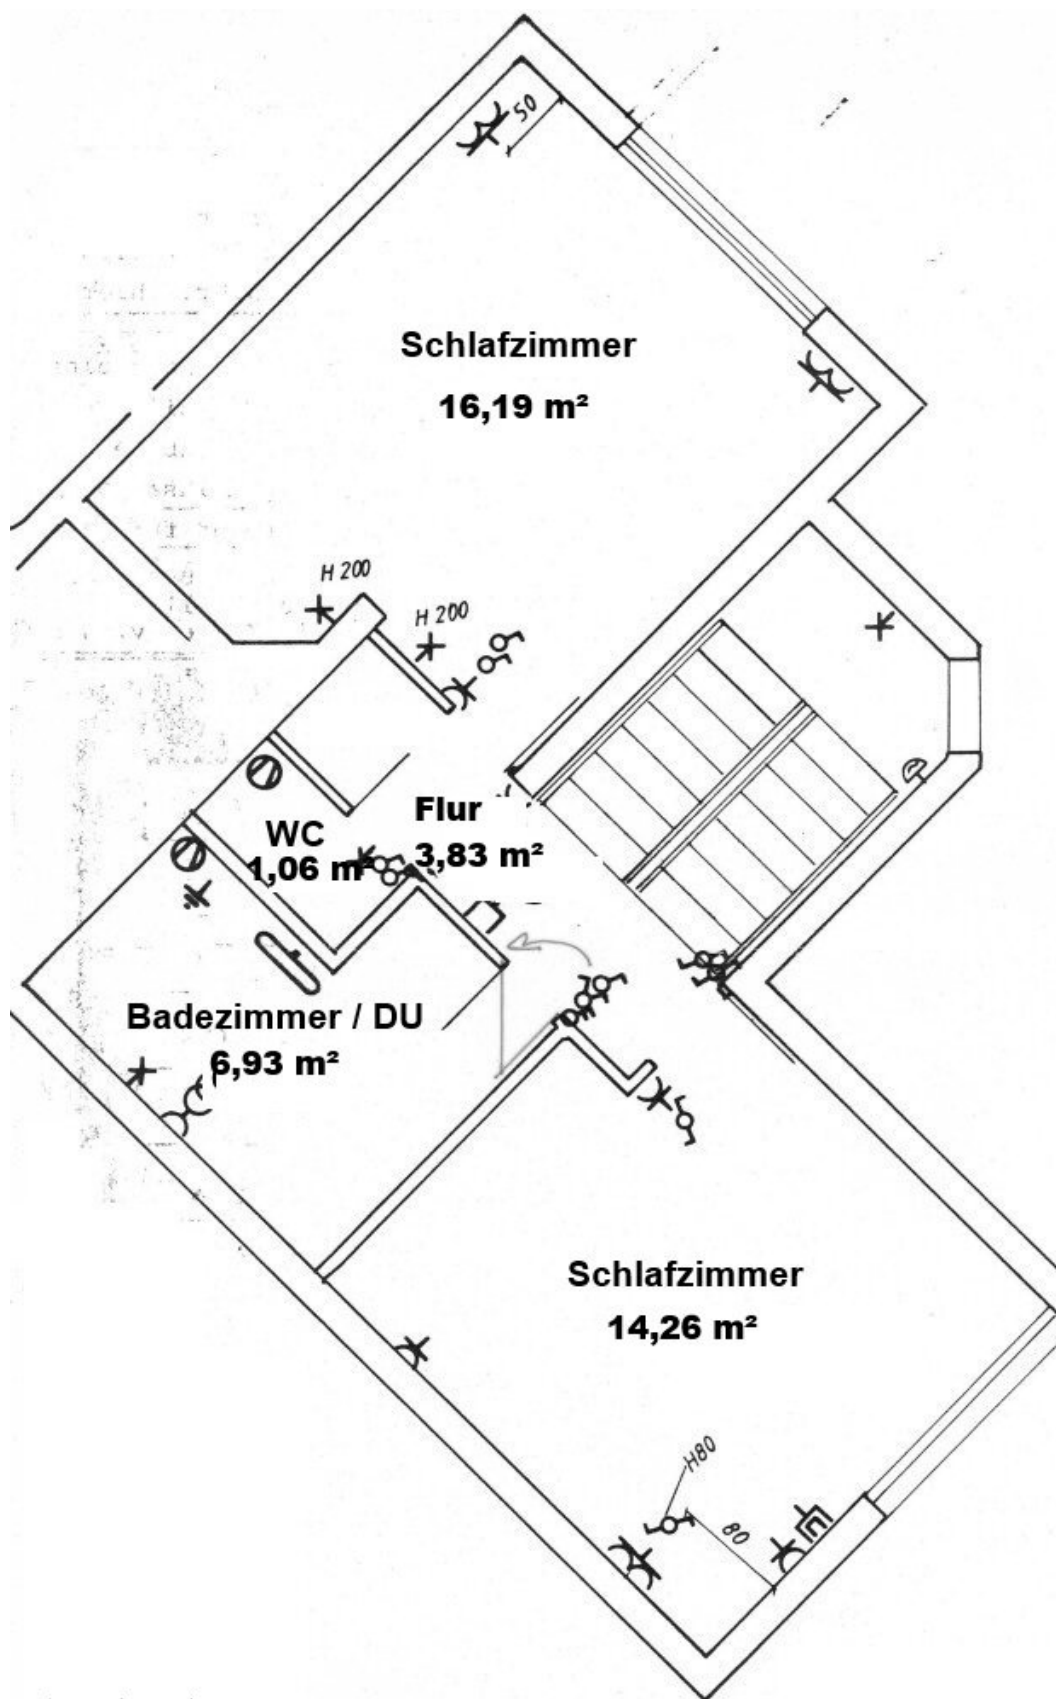 50
Schlafzimmer
16,19 m²
H 200
H 200
Flur
3,83 m²
WC
1,06 m²
Badezimmer / DU
6,93 m²
Schlafzimmer
14,26 m²
H80
80